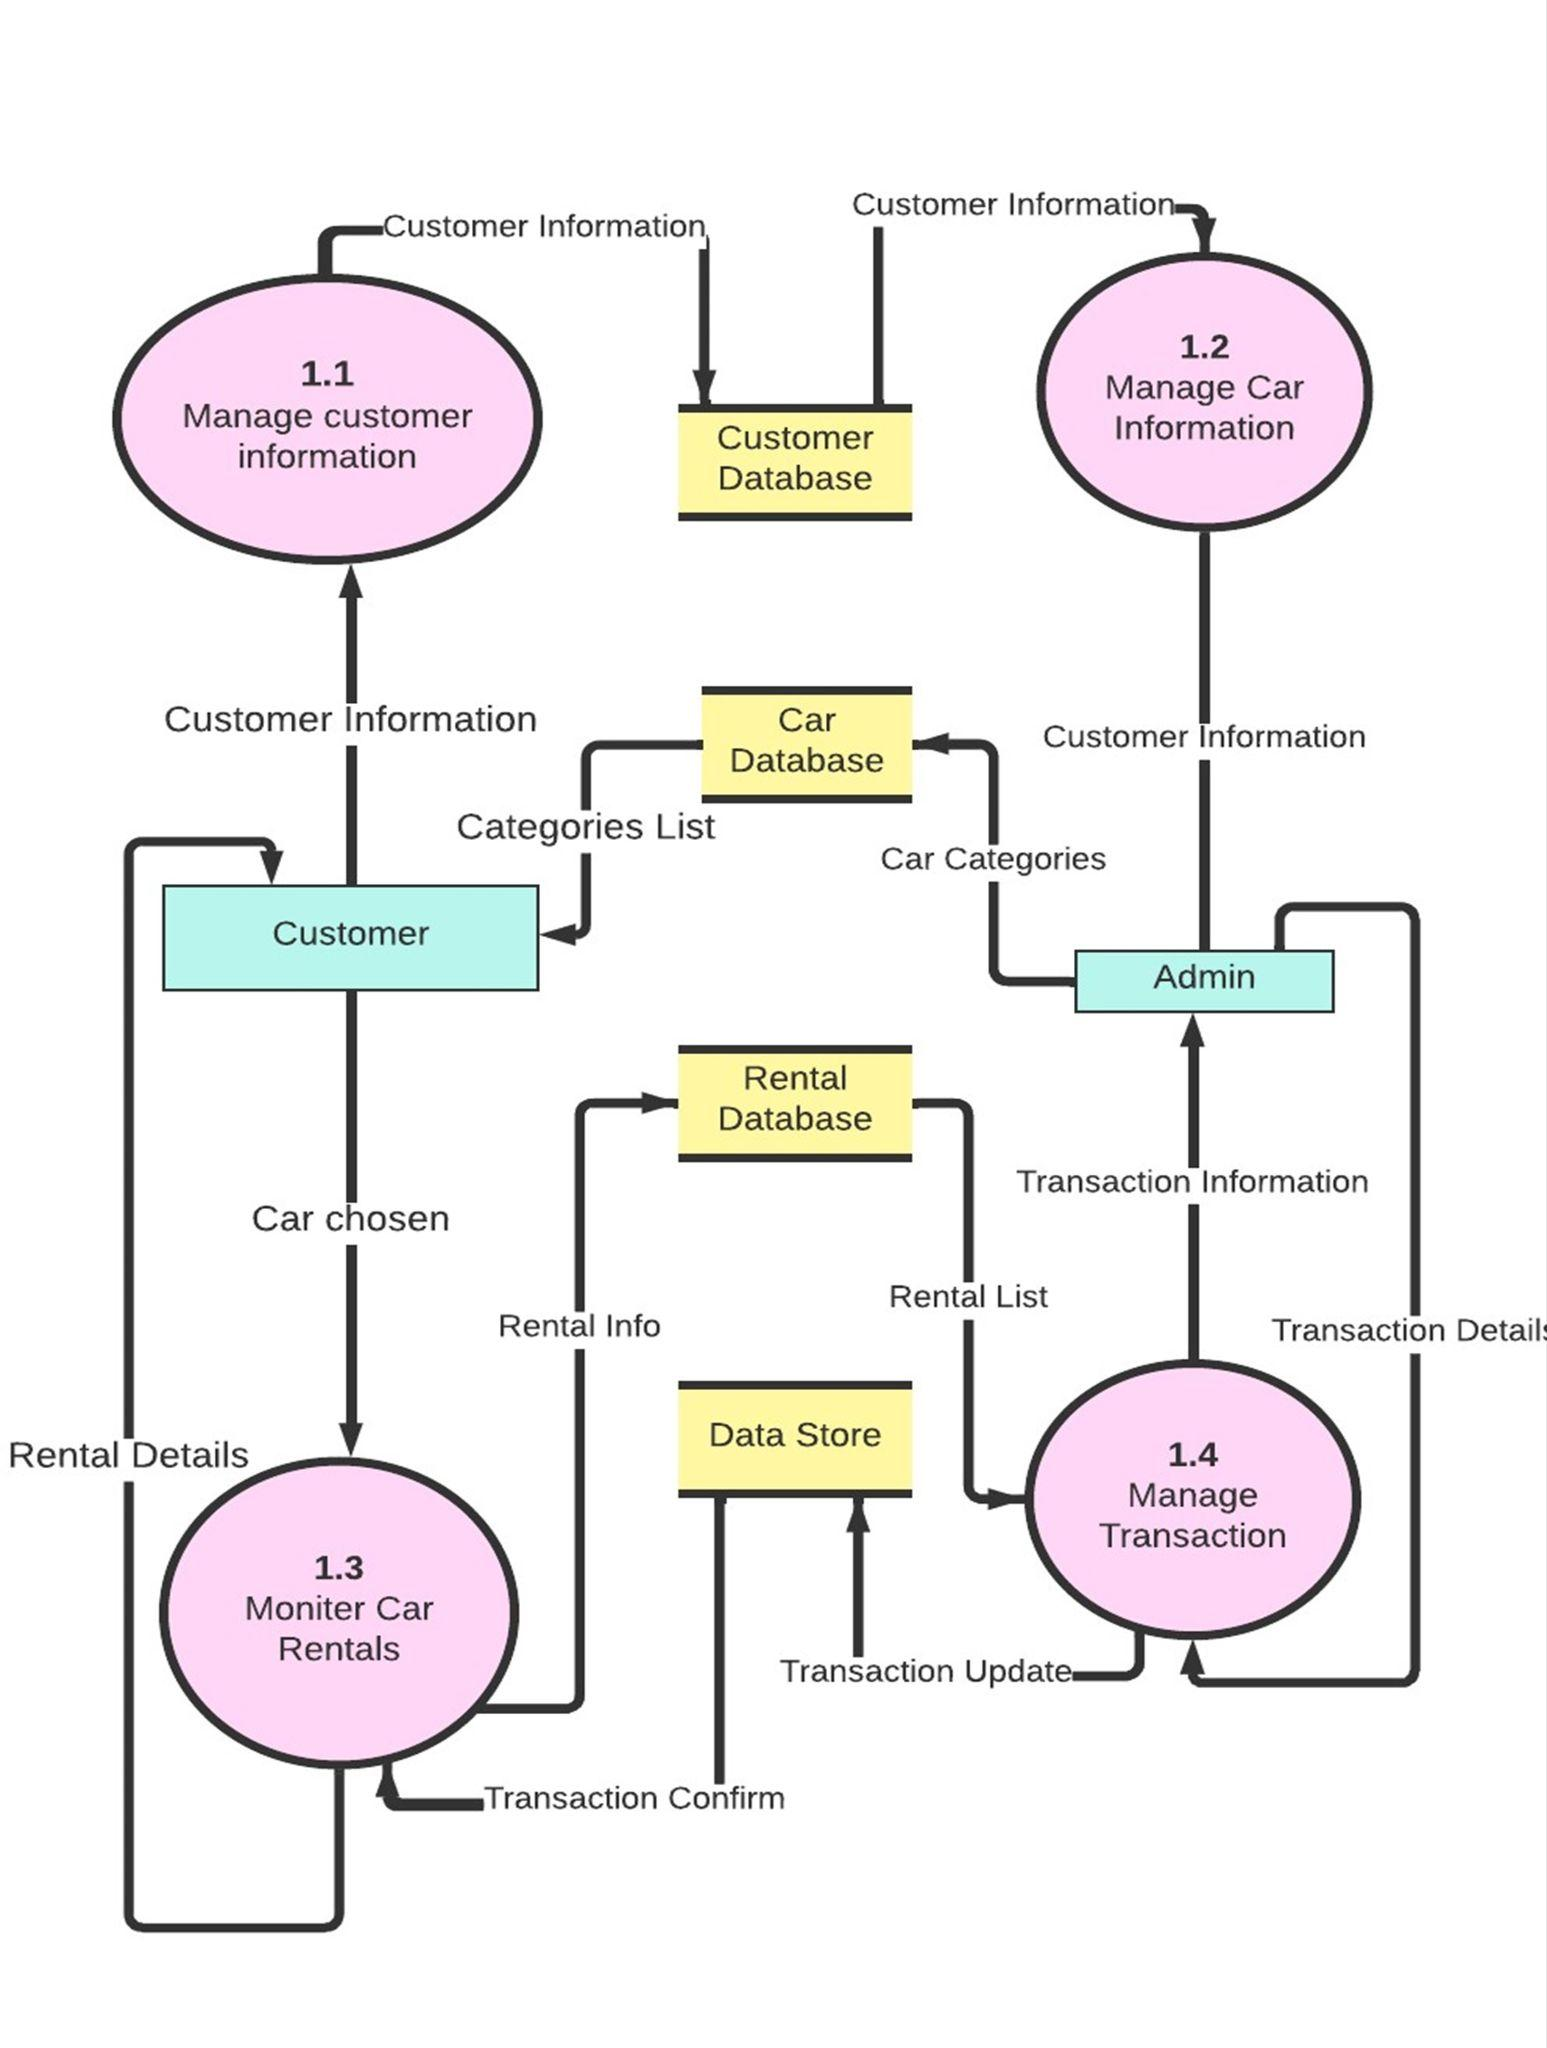 Customer Information
Customer Information
1.1
Manage customer
information
1.2
Manage Car
Information
Customer
Database
Customer Information
Car
Database
Customer Information
Categories List
Car Categories
Customer
Admin
Rental
Database
Transaction Information
Car chosen
Rental List
Rental Info
Transaction Details
Data Store
Rental Details
1.4
Manage
Transaction
1.3
Moniter Car
Rentals
Transaction Update
Transaction Confirm